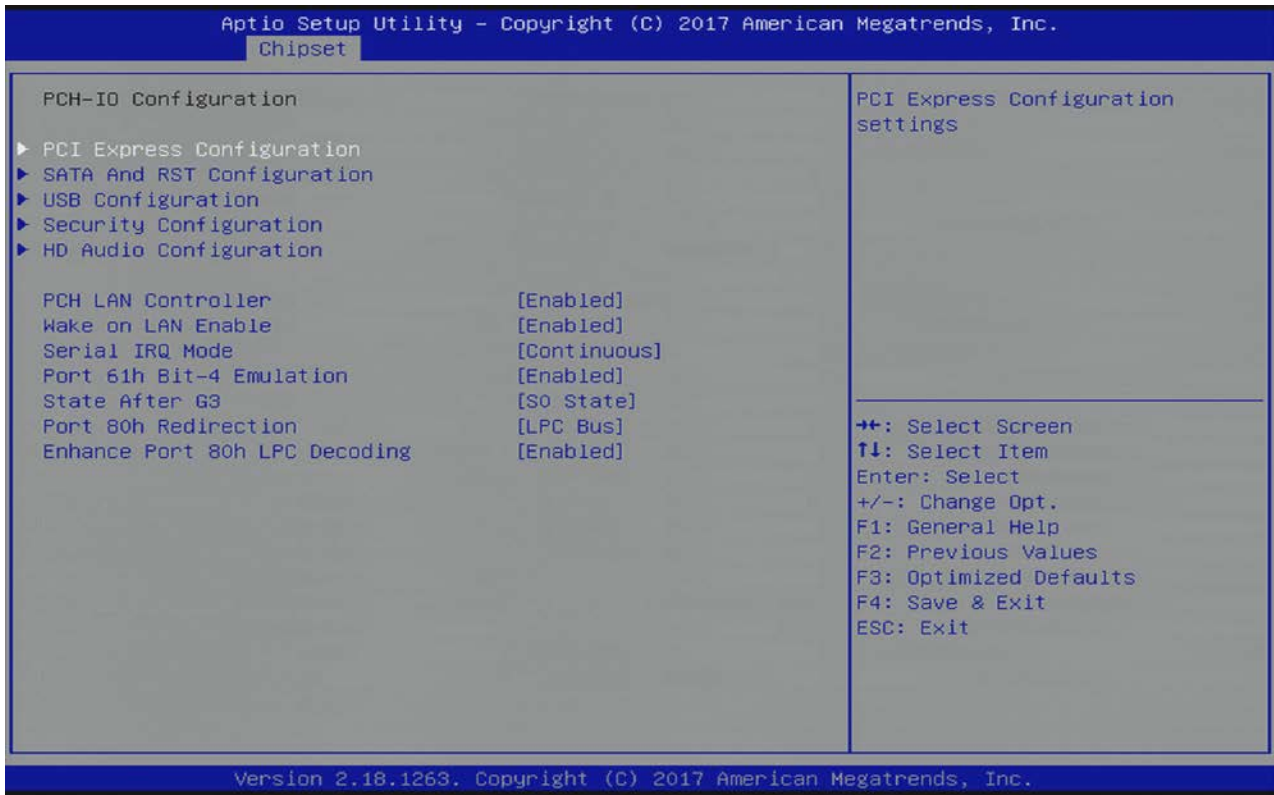 Aptio Setup Utility – Copyright (C) 2017 American Megatrends, Inc.
Chipset
PCH-IO Configuration
▶ PCI Express Configuration
▶ SATA And RST Configuration
▶ USB Configuration
▶ Security Configuration
▶ HD Audio Configuration
PCH LAN Controller [Enabled]
Wake on LAN Enable [Enabled]
Serial IRQ Mode [Continuous]
Port 61h Bit-4 Emulation [Enabled]
State After G3 [S0 State]
Port 80h Redirection [LPC Bus]
Enhance Port 80h LPC Decoding [Enabled]
PCI Express Configuration
settings
→←: Select Screen
↑↓: Select Item
Enter: Select
+/-: Change Opt.
F1: General Help
F2: Previous Values
F3: Optimized Defaults
F4: Save & Exit
ESC: Exit
Version 2.18.1263. Copyright (C) 2017 American Megatrends, Inc.